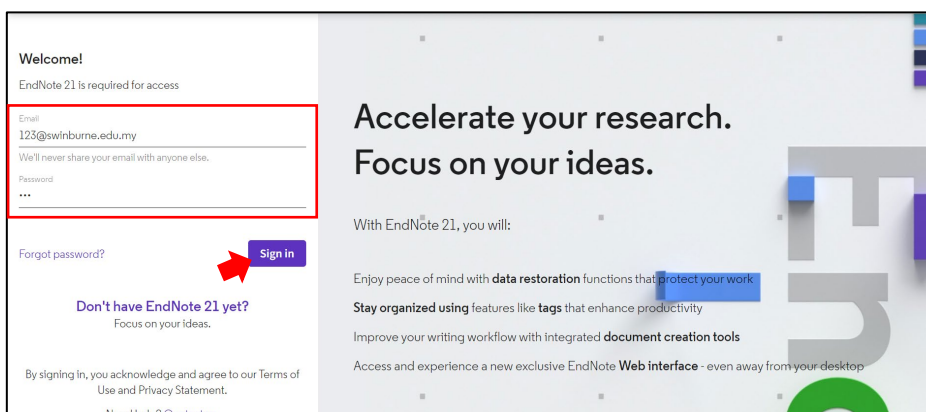 Welcome!
EndNote 21 is required for access
Email
123@swinburne.edu.my
We'll never share your email with anyone else.
Password
•••
Forgot password?
Sign in
Don't have EndNote 21 yet?
Focus on your ideas.
By signing in, you acknowledge and agree to our Terms of
Use and Privacy Statement.
Accelerate your research.
Focus on your ideas.
With EndNote 21, you will:
Enjoy peace of mind with data restoration functions that protect your work
Stay organized using features like tags that enhance productivity
Improve your writing workflow with integrated document creation tools
Access and experience a new exclusive EndNote Web interface - even away from your desktop